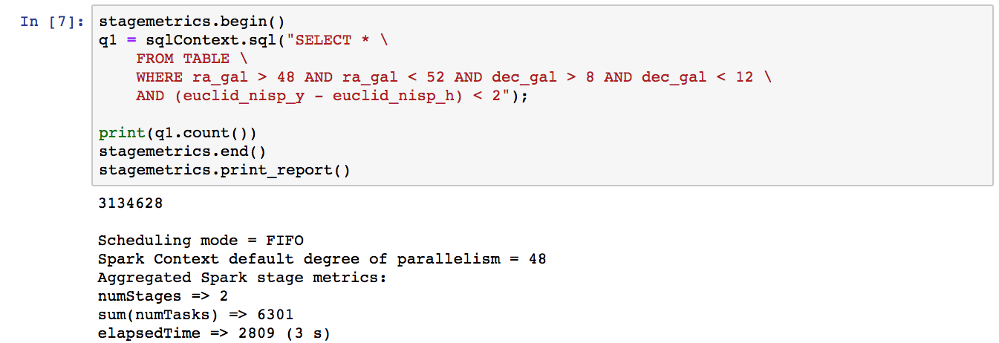 In [7]: stagemetrics.begin()
q1 = sqlContext.sql("SELECT * \
    FROM TABLE \
    WHERE ra_gal > 48 AND ra_gal < 52 AND dec_gal > 8 AND dec_gal < 12 \
    AND (euclid_nisp_y - euclid_nisp_h) < 2");
print(q1.count())
stagemetrics.end()
stagemetrics.print_report()
3134628
Scheduling mode = FIFO
Spark Context default degree of parallelism = 48
Aggregated Spark stage metrics:
numStages => 2
sum(numTasks) => 6301
elapsedTime => 2809 (3 s)